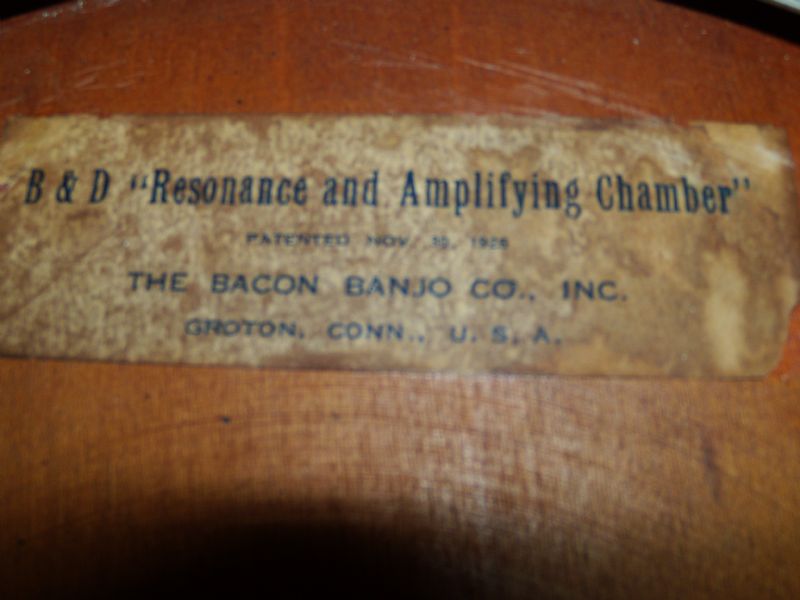 B & D "Resonance and Amplifying Chamber"
PATENTED NOV. 30, 1926
THE BACON BANJO CO., INC.
GROTON, CONN., U. S. A.